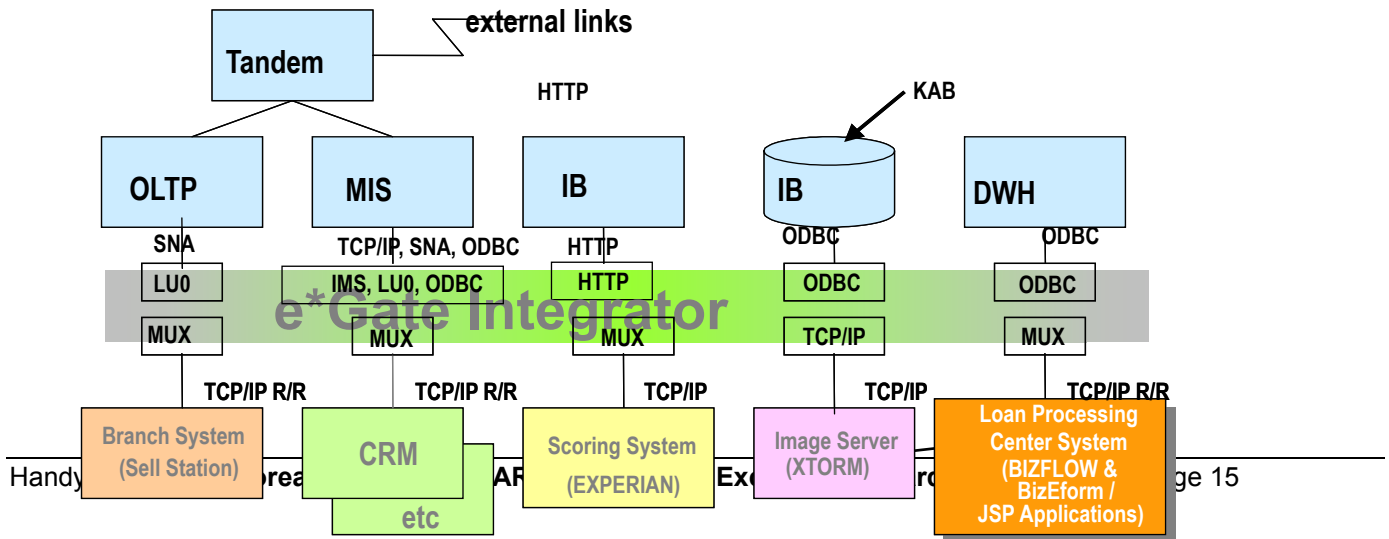 external links
Tandem
HTTP
KAB
OLTP
MIS
IB
IB
DWH
SNA
TCP/IP, SNA, ODBC
HTTP
ODBC
ODBC
LU0
IMS, LU0, ODBC
HTTP
ODBC
ODBC
e*Gate Integrator
MUX
MUX
MUX
TCP/IP
MUX
TCP/IP R/R
TCP/IP R/R
TCP/IP
TCP/IP
TCP/IP R/R
Branch System
(Sell Station)
CRM
etc
Scoring System
(EXPERIAN)
Image Server
(XTORM)
Loan Processing
Center System
(BIZFLOW &
BizEform /
JSP Applications)
Handy
15